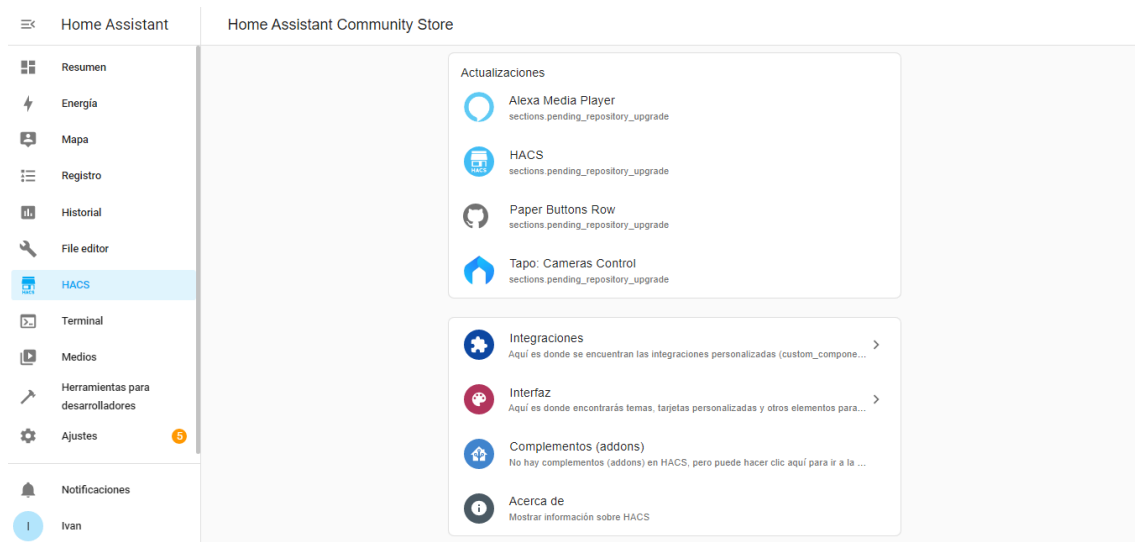 Home Assistant
Resumen
Energía
Mapa
Registro
Historial
File editor
HACS
HACS
Terminal
Medios
Herramientas para
desarrolladores
Ajustes
5
Notificaciones
I
Ivan
Home Assistant Community Store
Actualizaciones
Alexa Media Player
sections.pending_repository_upgrade
HACS
HACS
sections.pending_repository_upgrade
Paper Buttons Row
sections.pending_repository_upgrade
Tapo: Cameras Control
sections.pending_repository_upgrade
Integraciones
Aquí es donde se encuentran las integraciones personalizadas (custom_compone...
Interfaz
Aquí es donde encontrarás temas, tarjetas personalizadas y otros elementos para...
Complementos (addons)
No hay complementos (addons) en HACS, pero puede hacer clic aquí para ir a la ...
Acerca de
Mostrar información sobre HACS